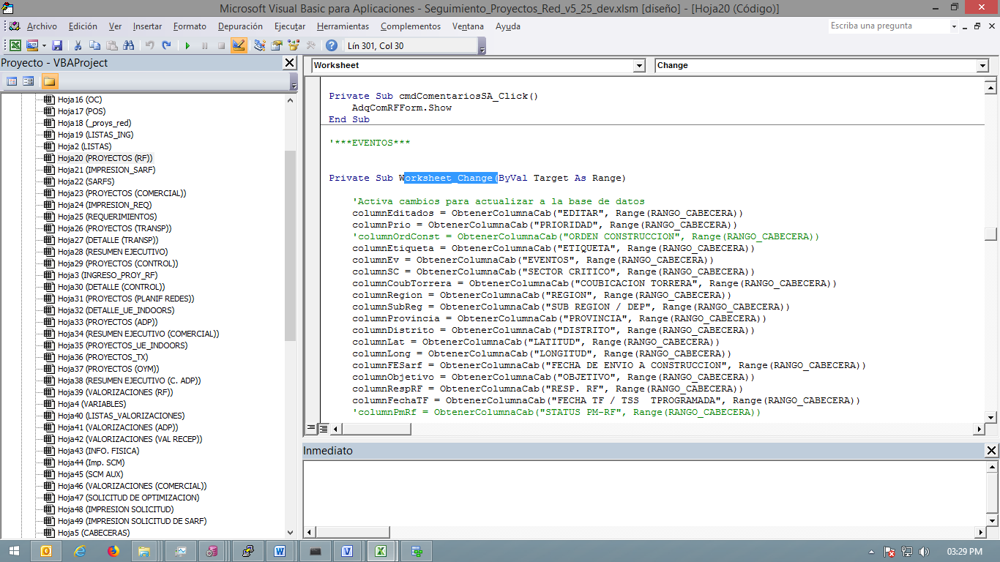 Microsoft Visual Basic para Aplicaciones - Seguimiento_Proyectos_Red_v5_25_dev.xlsm [diseño] - [Hoja20 (Código)]
Archivo Edición Ver Insertar Formato Depuración Ejecutar Herramientas Complementos Ventana Ayuda
Escriba una pregunta
Lín 301, Col 30
Proyecto - VBAProject
Hoja16 (OC)
Hoja17 (POS)
Hoja18 (_proys_red)
Hoja19 (LISTAS_ING)
Hoja2 (LISTAS)
Hoja20 (PROYECTOS (RF))
Hoja21 (IMPRESION_SARF)
Hoja22 (SARFS)
Hoja23 (PROYECTOS (COMERCIAL))
Hoja24 (IMPRESION_REQ)
Hoja25 (REQUERIMIENTOS)
Hoja26 (PROYECTOS (TRANSP))
Hoja27 (DETALLE (TRANSP))
Hoja28 (RESUMEN EJECUTIVO)
Hoja29 (PROYECTOS (CONTROL))
Hoja3 (INGRESO_PROY_RF)
Hoja30 (DETALLE (CONTROL))
Hoja31 (PROYECTOS (PLANIF REDES))
Hoja32 (DETALLE_UE_INDOORS)
Hoja33 (PROYECTOS (ADP))
Hoja34 (RESUMEN EJECUTIVO (COMERCIAL))
Hoja35 (PROYECTOS_UE_INDOORS)
Hoja36 (PROYECTOS_TX)
Hoja37 (PROYECTOS (OYM))
Hoja38 (RESUMEN EJECUTIVO (C. ADP))
Hoja39 (VALORIZACIONES (RF))
Hoja4 (VARIABLES)
Hoja40 (LISTAS_VALORIZACIONES)
Hoja41 (VALORIZACIONES (ADP))
Hoja42 (VALORIZACIONES (VAL RECEP))
Hoja43 (INFO. FISICA)
Hoja44 (Imp. SCM)
Hoja45 (SCM AUX)
Hoja46 (VALORIZACIONES (COMERCIAL))
Hoja47 (SOLICITUD DE OPTIMIZACION)
Hoja48 (IMPRESION SOLICITUD)
Hoja49 (IMPRESION SOLICITUD DE SARF)
Hoja5 (CABECERAS)
Worksheet
Change
Private Sub cmdComentariosSA_Click()
AdqComRFForm.Show
End Sub
'***EVENTOS***
Private Sub Worksheet_Change(ByVal Target As Range)
'Activa cambios para actualizar a la base de datos
columnEditados = ObtenerColumnaCab("EDITAR", Range(RANGO_CABECERA))
columnPrio = ObtenerColumnaCab("PRIORIDAD", Range(RANGO_CABECERA))
'columnOrdConst = ObtenerColumnaCab("ORDEN CONSTRUCCION", Range(RANGO_CABECERA))
columnEtiqueta = ObtenerColumnaCab("ETIQUETA", Range(RANGO_CABECERA))
columnEv = ObtenerColumnaCab("EVENTOS", Range(RANGO_CABECERA))
columnSC = ObtenerColumnaCab("SECTOR CRITICO", Range(RANGO_CABECERA))
columnCoubTorrera = ObtenerColumnaCab("COUBICACION TORRERA", Range(RANGO_CABECERA))
columnRegion = ObtenerColumnaCab("REGION", Range(RANGO_CABECERA))
columnSubReg = ObtenerColumnaCab("SUB REGION / DEP", Range(RANGO_CABECERA))
columnProvincia = ObtenerColumnaCab("PROVINCIA", Range(RANGO_CABECERA))
columnDistrito = ObtenerColumnaCab("DISTRITO", Range(RANGO_CABECERA))
columnLat = ObtenerColumnaCab("LATITUD", Range(RANGO_CABECERA))
columnLong = ObtenerColumnaCab("LONGITUD", Range(RANGO_CABECERA))
columnFESarf = ObtenerColumnaCab("FECHA DE ENVIO A CONSTRUCCION", Range(RANGO_CABECERA))
columnObjetivo = ObtenerColumnaCab("OBJETIVO", Range(RANGO_CABECERA))
columnRespRF = ObtenerColumnaCab("RESP. RF", Range(RANGO_CABECERA))
columnFechaTF = ObtenerColumnaCab("FECHA TF / TSS  TPROGRAMADA", Range(RANGO_CABECERA))
'columnPmRf = ObtenerColumnaCab("STATUS PM-RF", Range(RANGO_CABECERA))
Inmediato
03:29 PM